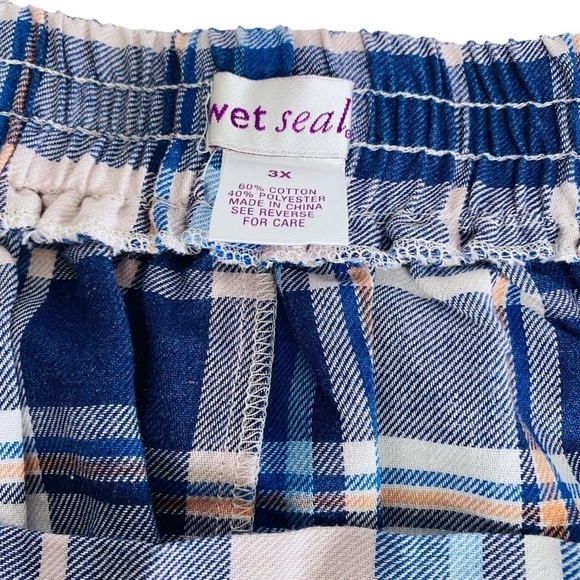 wet seal®
3X
60% COTTON
40% POLYESTER
MADE IN CHINA
SEE REVERSE
FOR CARE